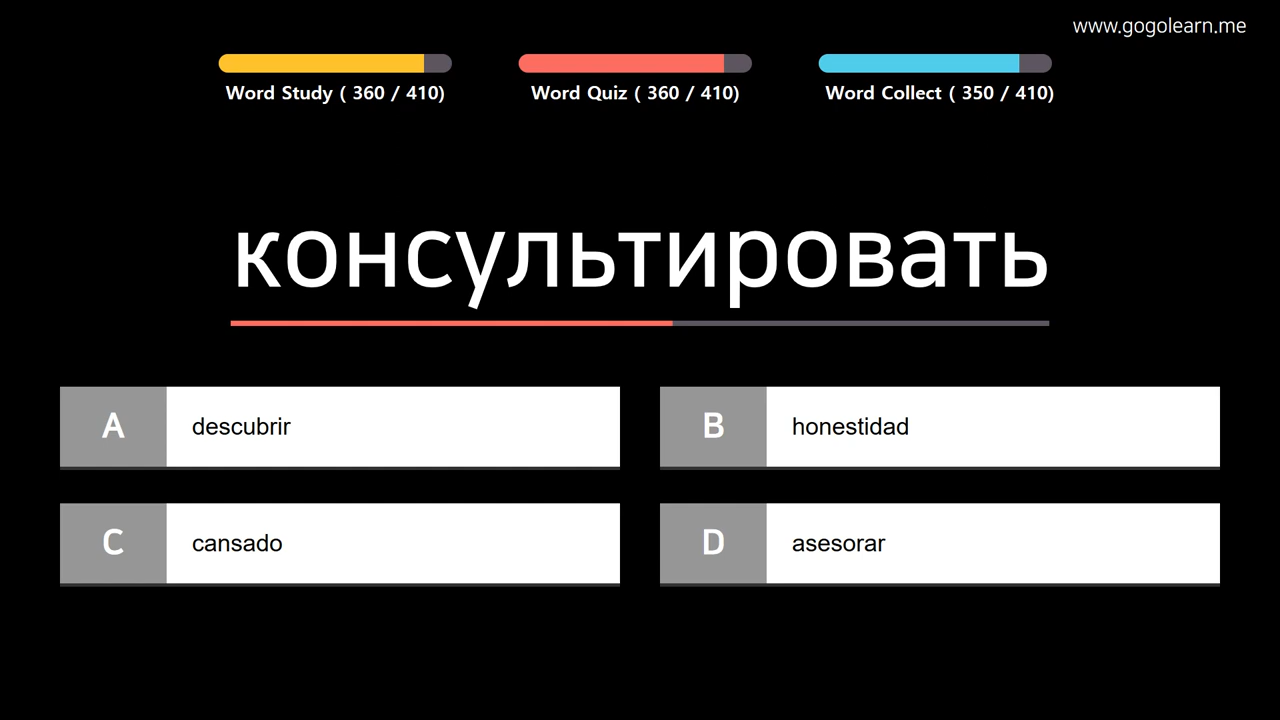 www.gogolearn.me
Word Study ( 360 / 410)
Word Quiz ( 360 / 410)
Word Collect ( 350 / 410)
консультировать
A descubrir
B honestidad
C cansado
D asesorar